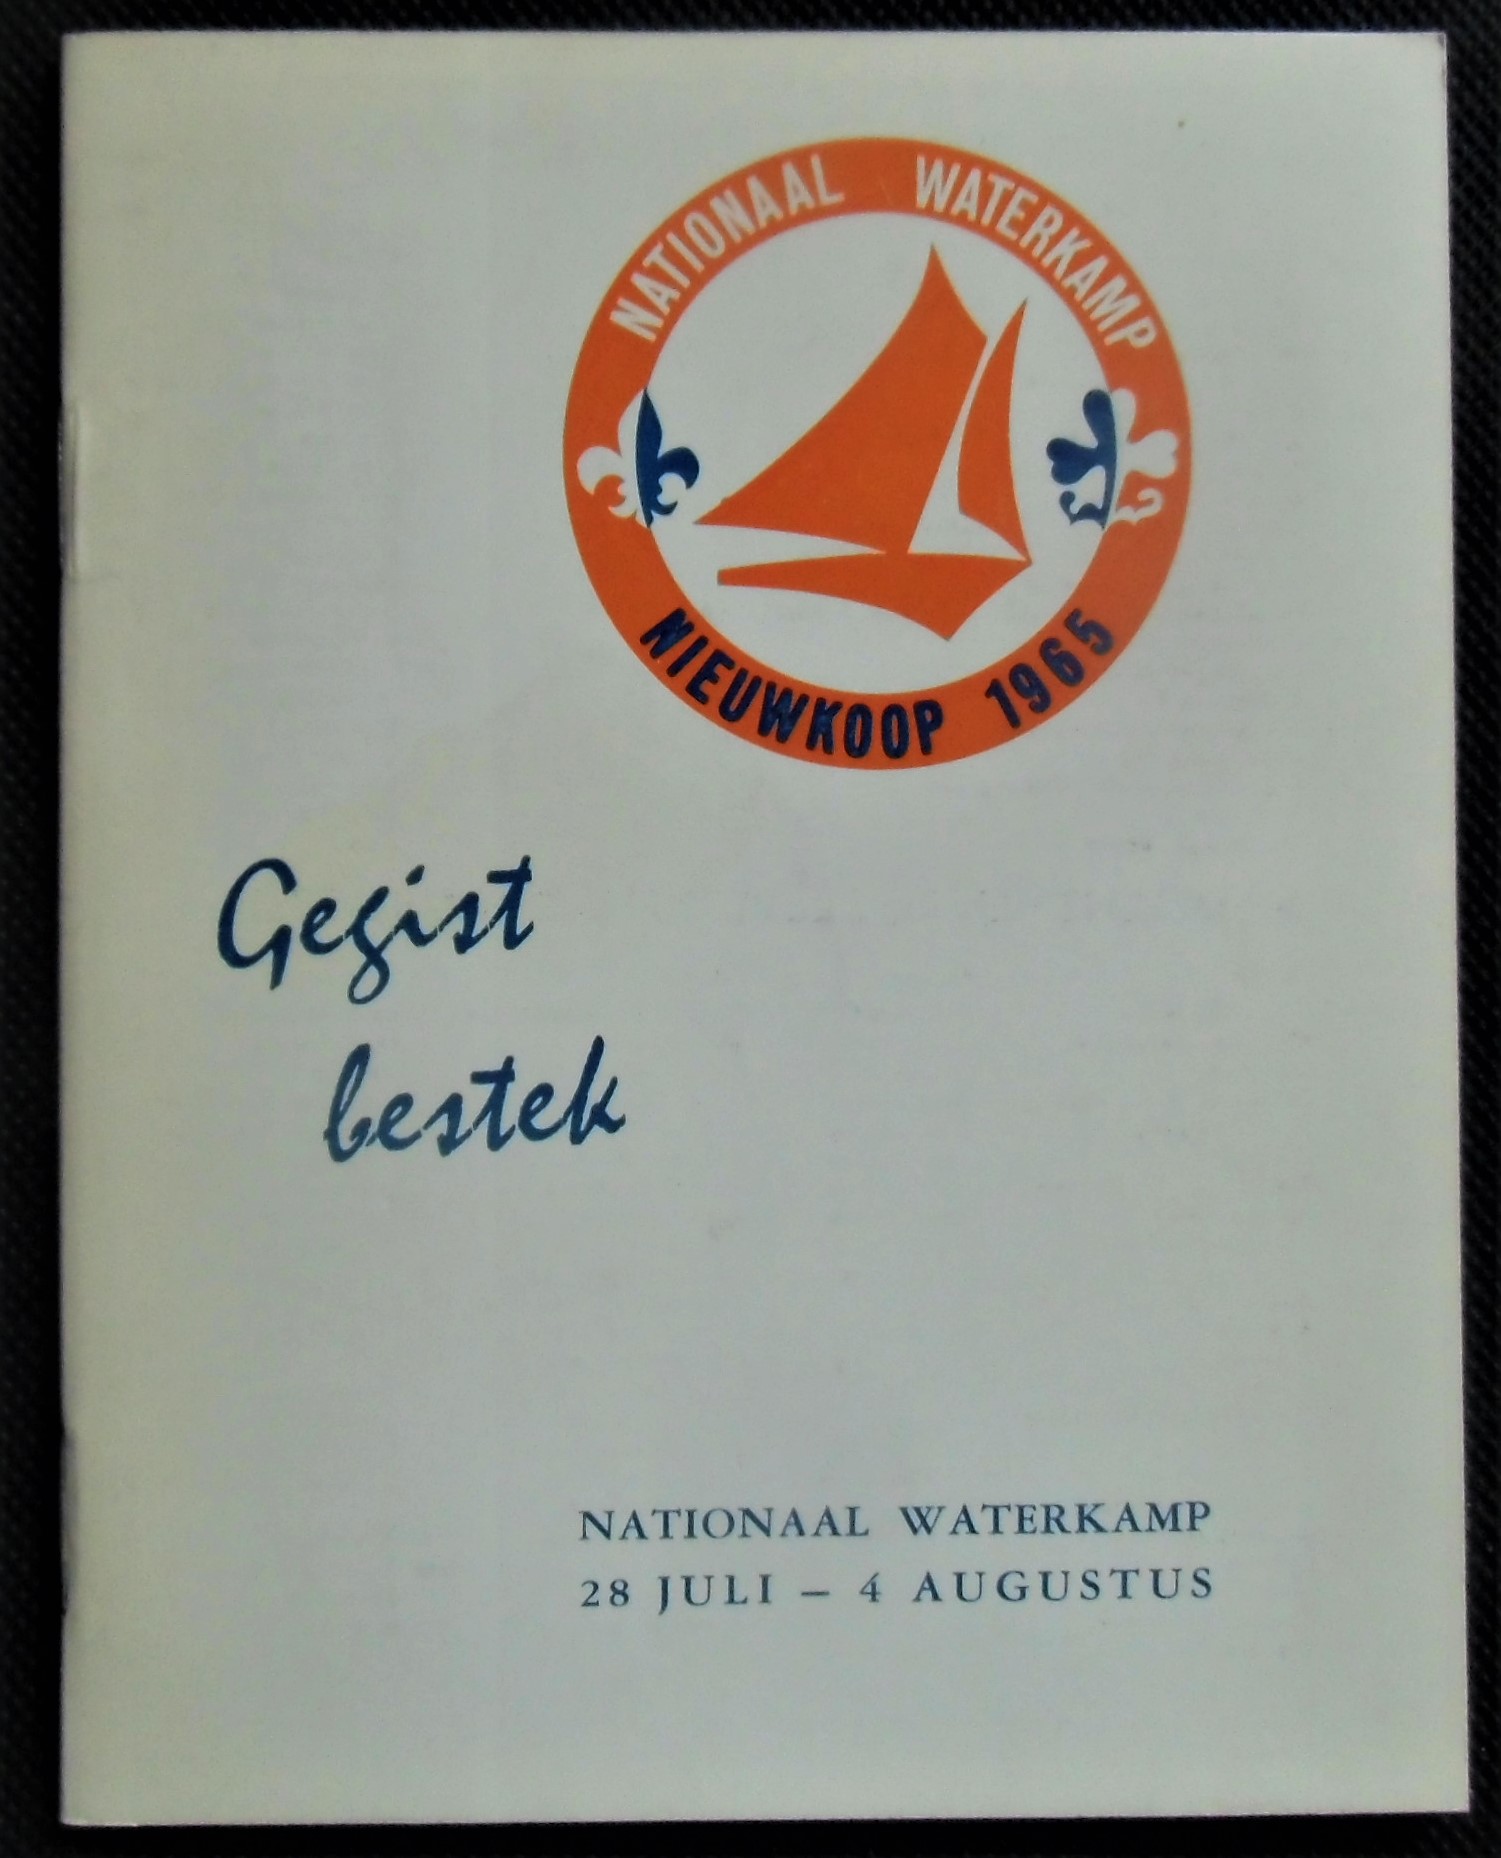 NATIONAAL WATERKAMP
NIEUWKOOP 1965
Gegist
bestek
NATIONAAL WATERKAMP
28 JULI – 4 AUGUSTUS